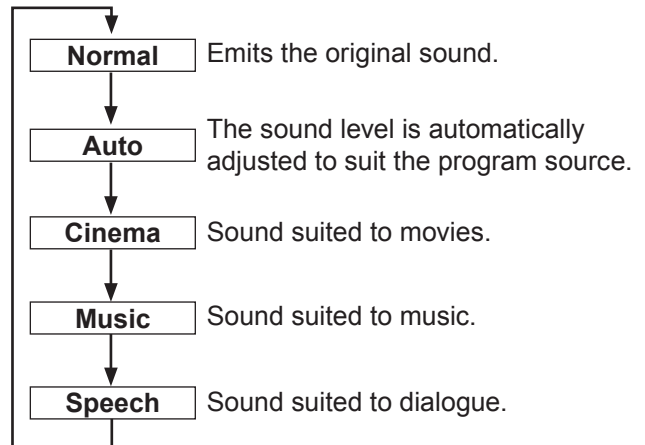 Normal Emits the original sound.
Auto The sound level is automatically
adjusted to suit the program source.
Cinema Sound suited to movies.
Music Sound suited to music.
Speech Sound suited to dialogue.